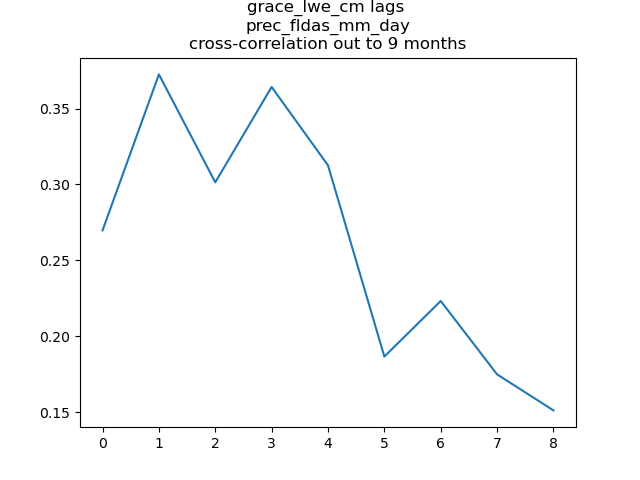 grace_lwe_cm lags
prec_fldas_mm_day
cross-correlation out to 9 months
0.35
0.30
0.25
0.20
0.15
0 1 2 3 4 5 6 7 8